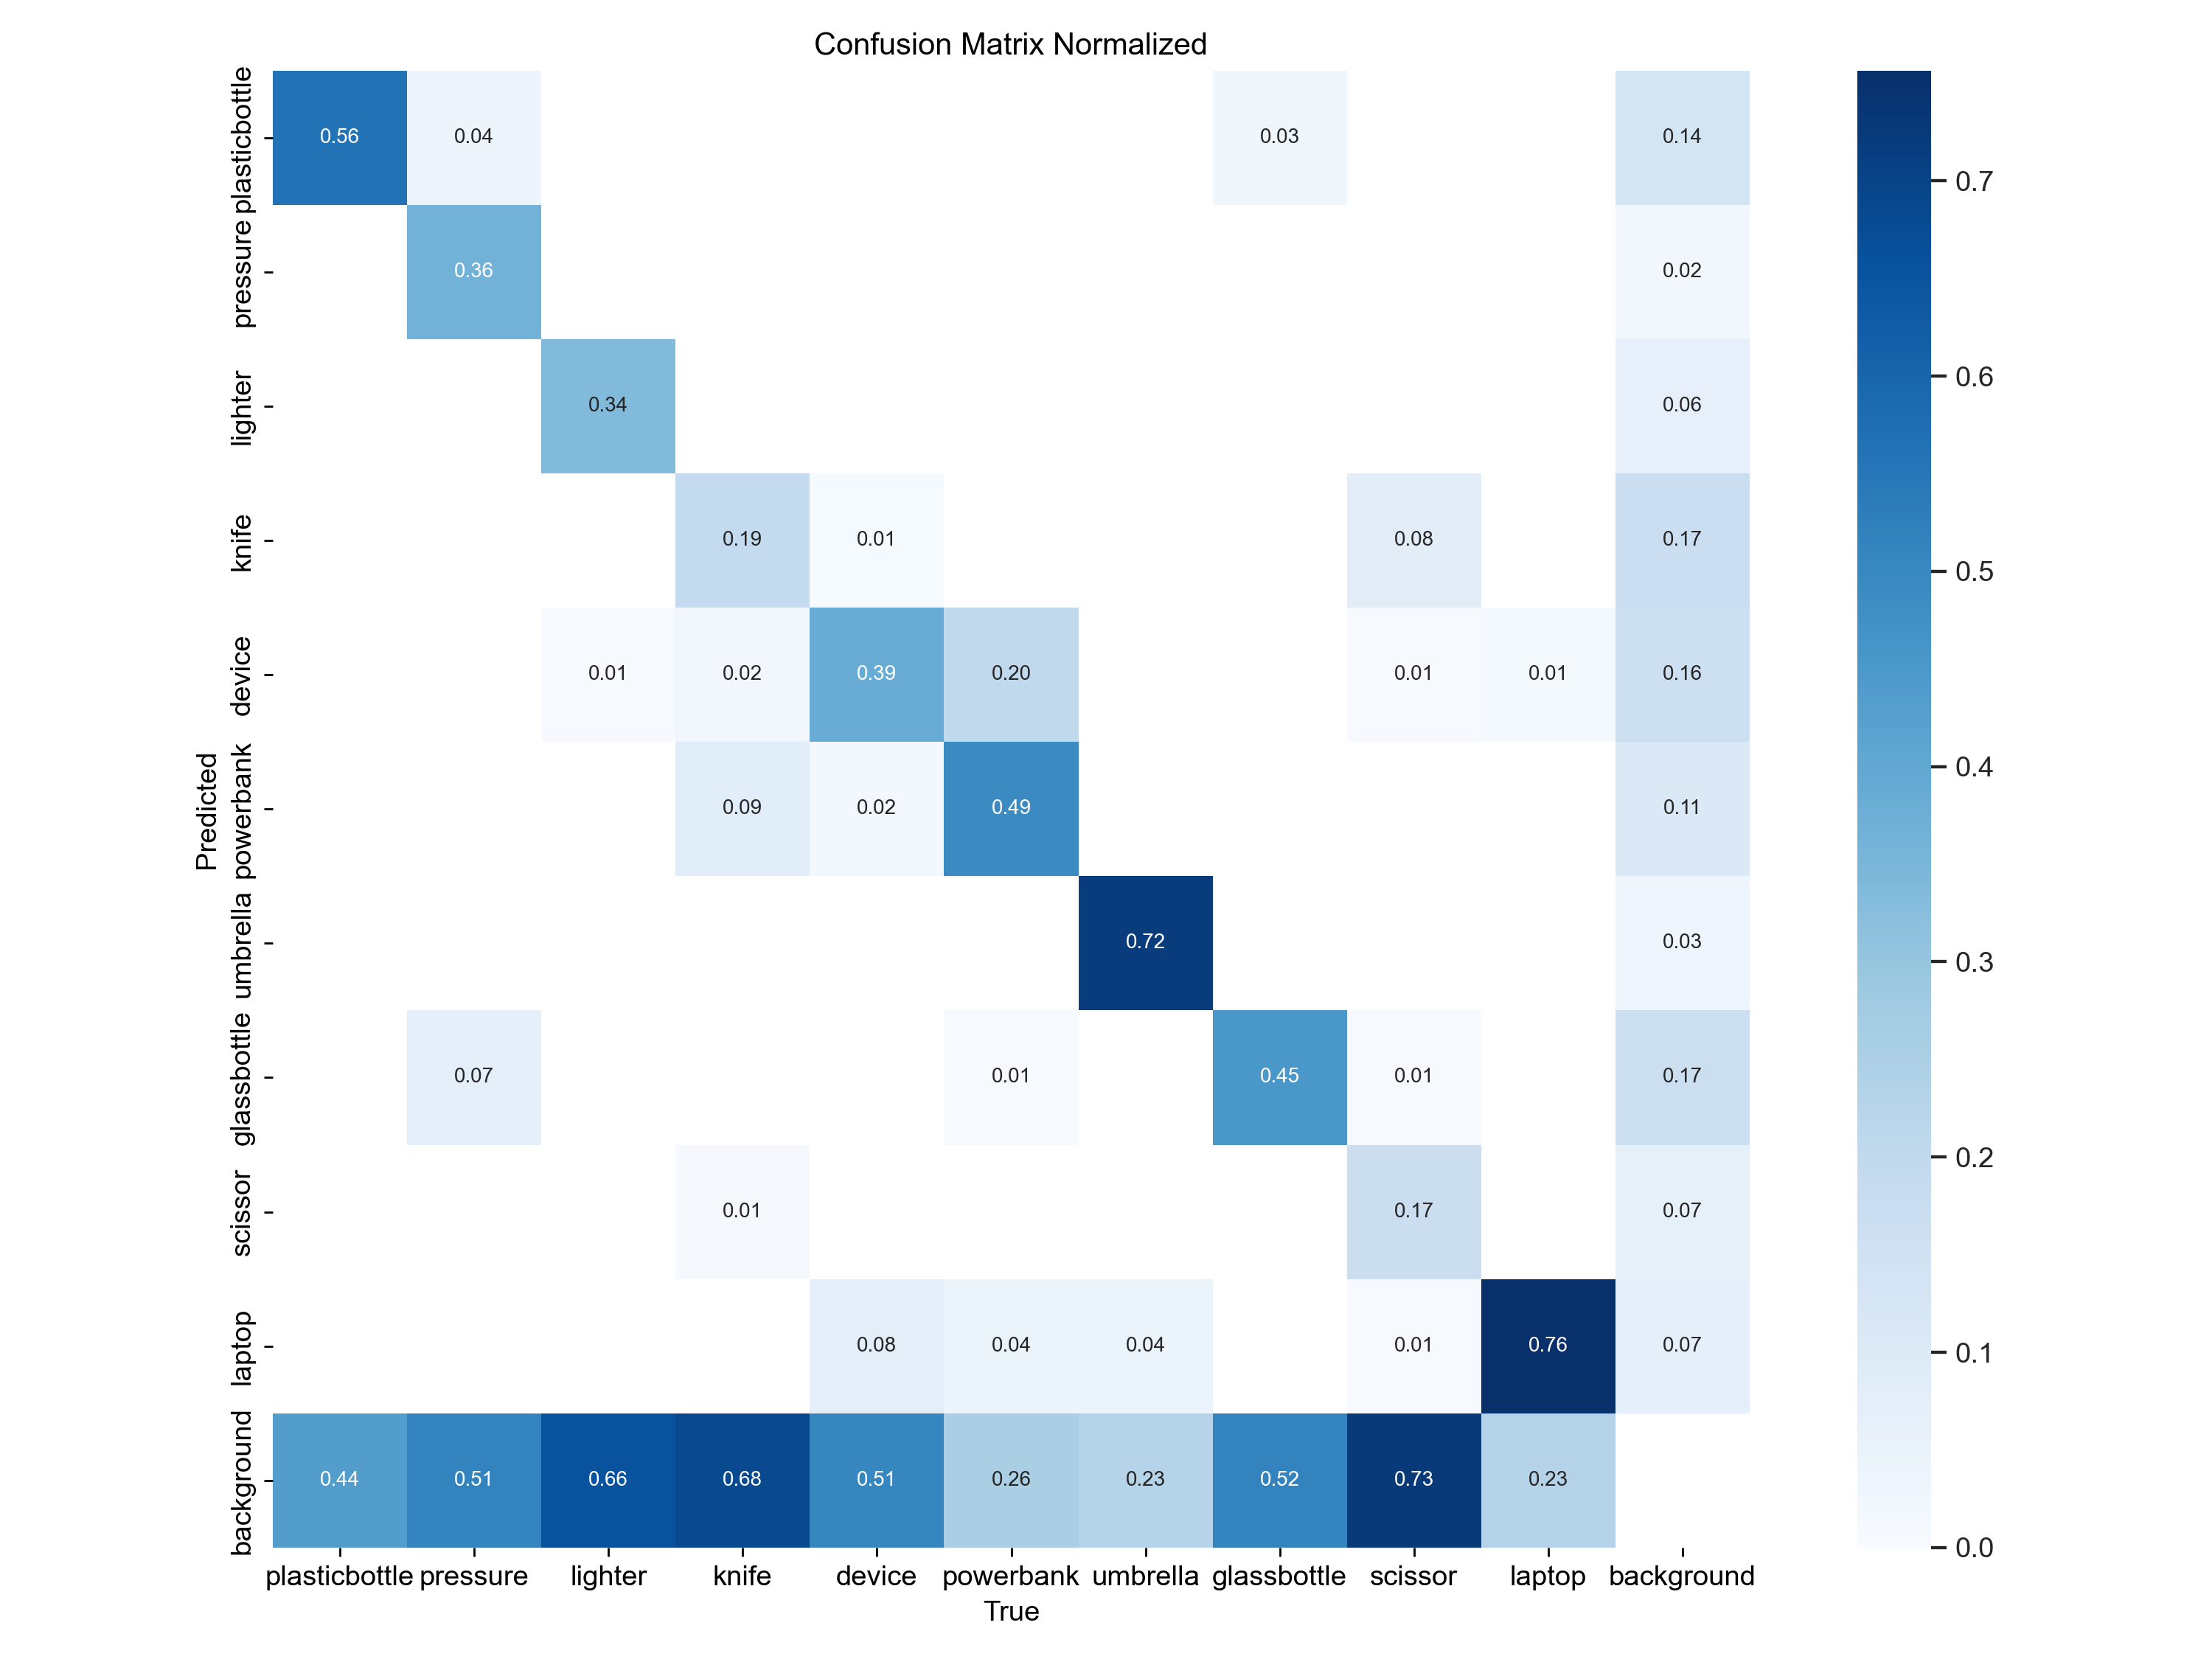 Confusion Matrix Normalized
plasticbottle 0.56 0.04 0.03 0.14
pressure 0.36 0.02
lighter 0.34 0.06
knife 0.19 0.01 0.08 0.17
device 0.01 0.02 0.39 0.20 0.01 0.01 0.16
powerbank 0.09 0.02 0.49 0.11
umbrella 0.72 0.03
glassbottle 0.07 0.01 0.45 0.01 0.17
scissor 0.01 0.17 0.07
laptop 0.08 0.04 0.04 0.01 0.76 0.07
background 0.44 0.51 0.66 0.68 0.51 0.26 0.23 0.52 0.73 0.23
plasticbottle pressure lighter knife device powerbank umbrella glassbottle scissor laptop background
True
Predicted
0.7
0.6
0.5
0.4
0.3
0.2
0.1
0.0